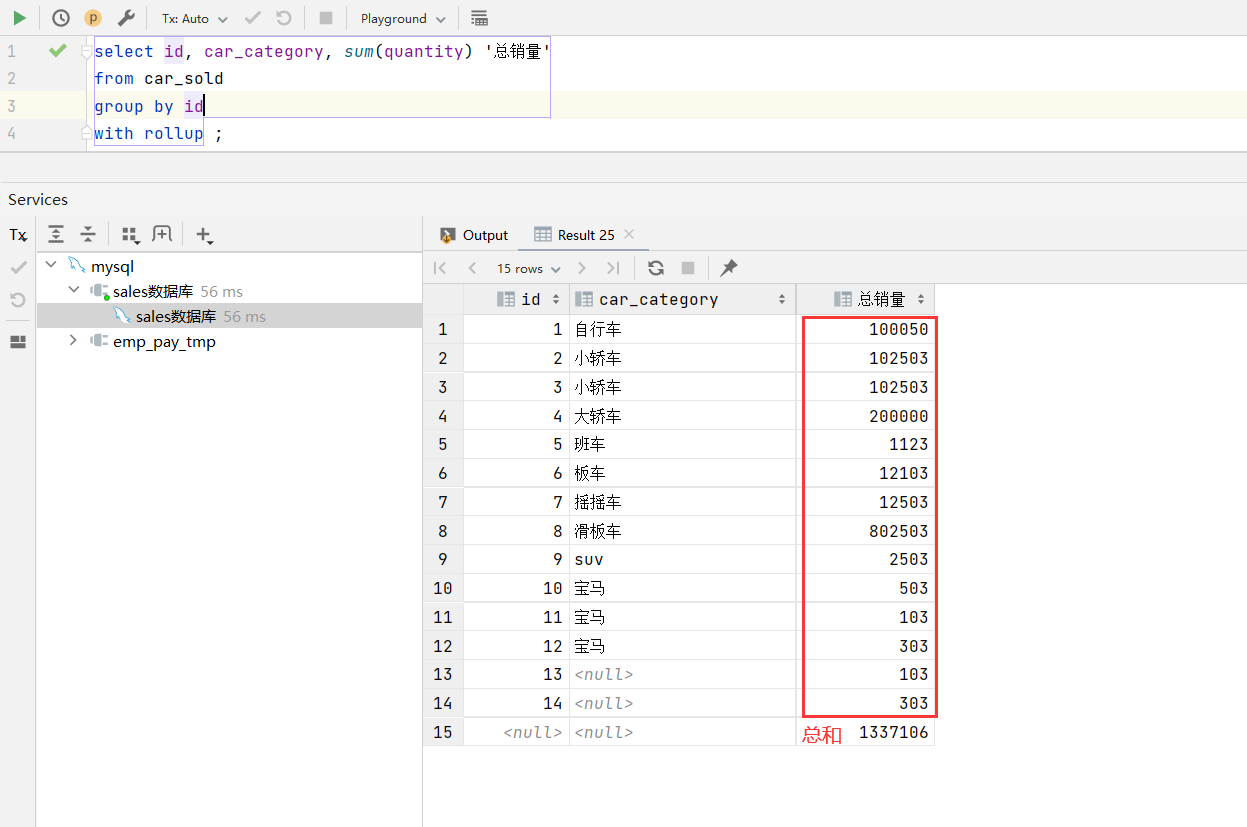 Tx: Auto Playground
1 select id, car_category, sum(quantity) '总销量'
2 from car_sold
3 group by id
4 with rollup ;
Services
Tx
mysql
sales数据库 56 ms
sales数据库 56 ms
emp_pay_tmp
Output Result 25
15 rows
id car_category 总销量
1 1 自行车 100050
2 2 小轿车 102503
3 3 小轿车 102503
4 4 大轿车 200000
5 5 班车 1123
6 6 板车 12103
7 7 摇摇车 12503
8 8 滑板车 802503
9 9 suv 2503
10 10 宝马 503
11 11 宝马 103
12 12 宝马 303
13 13 <null> 103
14 14 <null> 303
15 <null> <null> 总和 1337106